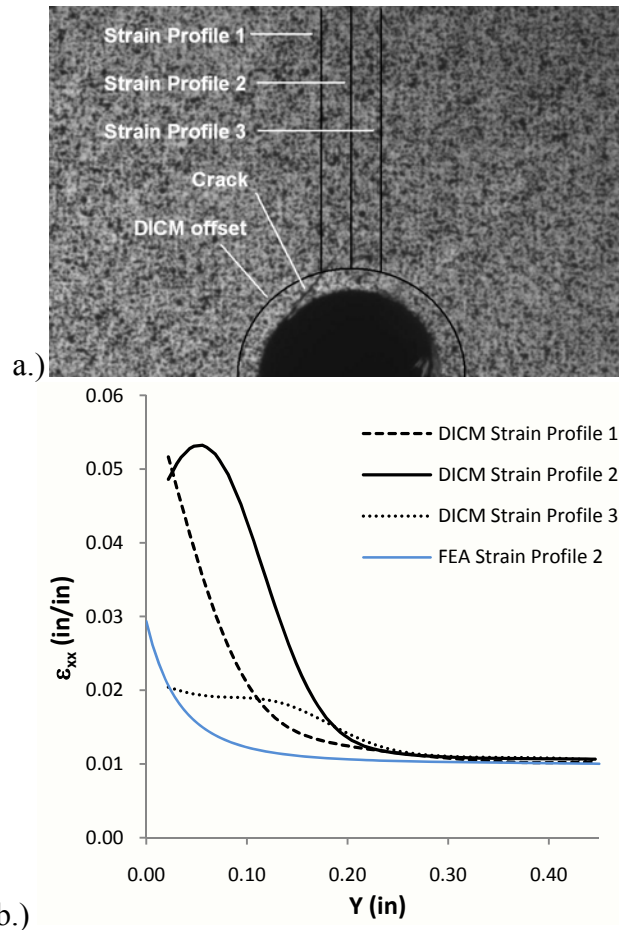 Strain Profile 1
Strain Profile 2
Strain Profile 3
Crack
DICM offset
a.)
0.06
0.05
0.04
0.03
0.02
0.01
0.00
εxx (in/in)
DICM Strain Profile 1
DICM Strain Profile 2
DICM Strain Profile 3
FEA Strain Profile 2
0.00 0.10 0.20 0.30 0.40
Y (in)
b.)